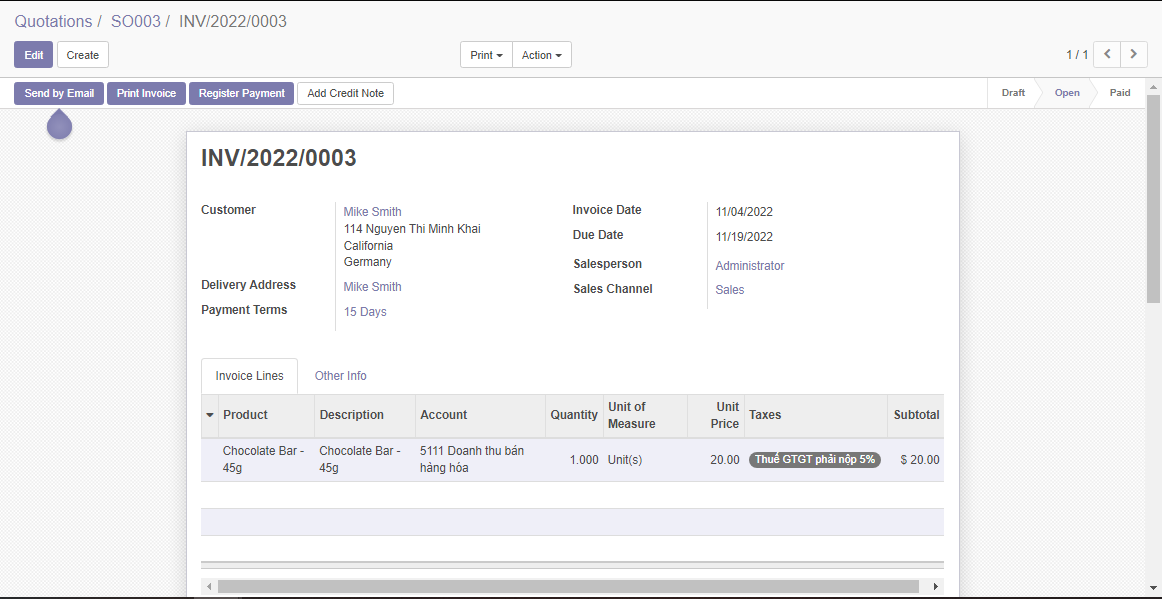 Quotations / SO003 / INV/2022/0003
Edit Create Print Action 1 / 1
Send by Email Print Invoice Register Payment Add Credit Note Draft Open Paid
INV/2022/0003
Customer Mike Smith
114 Nguyen Thi Minh Khai
California
Germany
Delivery Address Mike Smith
Payment Terms 15 Days
Invoice Date 11/04/2022
Due Date 11/19/2022
Salesperson Administrator
Sales Channel Sales
Invoice Lines Other Info
Product Description Account Quantity Unit of Measure Unit Price Taxes Subtotal
Chocolate Bar - 45g Chocolate Bar - 45g 5111 Doanh thu bán hàng hóa 1.000 Unit(s) 20.00 Thuế GTGT phải nộp 5% $ 20.00